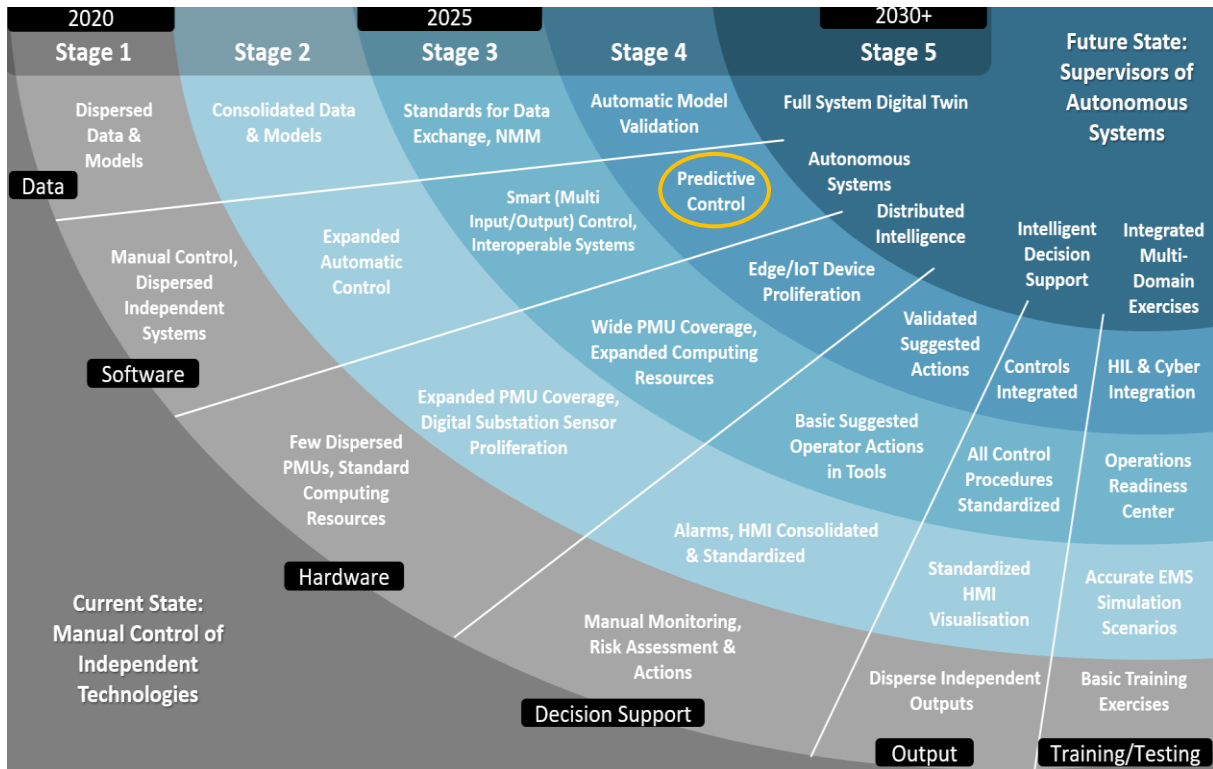 2020
2025
2030+
Stage 1
Stage 2
Stage 3
Stage 4
Stage 5
Future State:
Supervisors of
Autonomous
Systems
Dispersed
Data &
Models
Consolidated Data
& Models
Standards for Data
Exchange, NMM
Automatic Model
Validation
Full System Digital Twin
Data
Manual Control,
Dispersed
Independent
Systems
Expanded
Automatic
Control
Smart (Multi
Input/Output) Control,
Interoperable Systems
Predictive
Control
Autonomous
Systems
Software
Few Dispersed
PMUs, Standard
Computing
Resources
Expanded PMU Coverage,
Digital Substation Sensor
Proliferation
Wide PMU Coverage,
Expanded Computing
Resources
Edge/IoT Device
Proliferation
Distributed
Intelligence
Hardware
Manual Monitoring,
Risk Assessment &
Actions
Alarms, HMI Consolidated
& Standardized
Basic Suggested
Operator Actions
in Tools
Validated
Suggested
Actions
Intelligent
Decision
Support
Decision Support
Disperse Independent
Outputs
Standardized
HMI
Visualisation
All Control
Procedures
Standardized
Controls
Integrated
Output
Basic Training
Exercises
Accurate EMS
Simulation
Scenarios
Operations
Readiness
Center
HIL & Cyber
Integration
Integrated
Multi-
Domain
Exercises
Training/Testing
Current State:
Manual Control of
Independent
Technologies